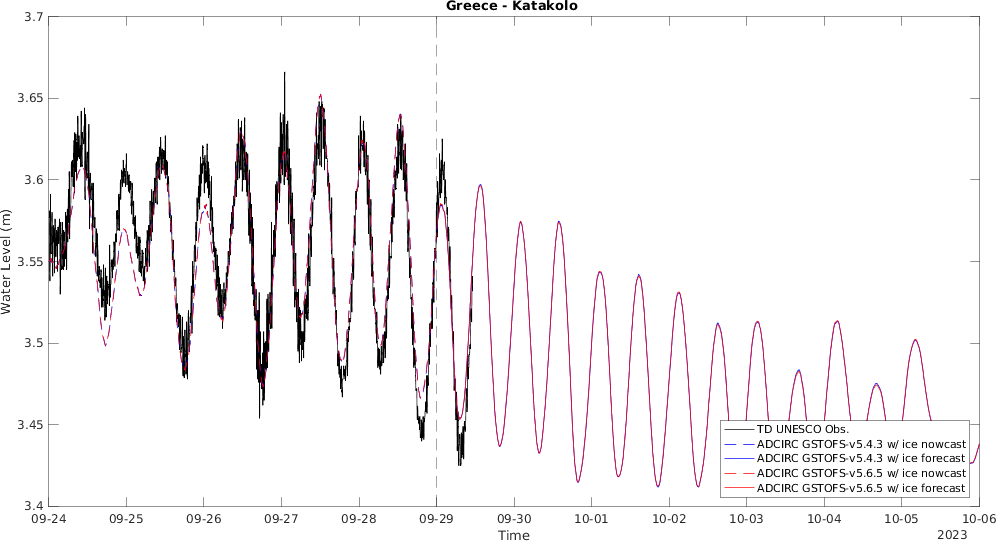 Greece - Katakolo
3.7
3.65
3.6
3.55
3.5
3.45
3.4
Water Level (m)
TD UNESCO Obs.
ADCIRC GSTOFS-v5.4.3 w/ ice nowcast
ADCIRC GSTOFS-v5.4.3 w/ ice forecast
ADCIRC GSTOFS-v5.6.5 w/ ice nowcast
ADCIRC GSTOFS-v5.6.5 w/ ice forecast
09-24 09-25 09-26 09-27 09-28 09-29 09-30 10-01 10-02 10-03 10-04 10-05 10-06
Time
2023